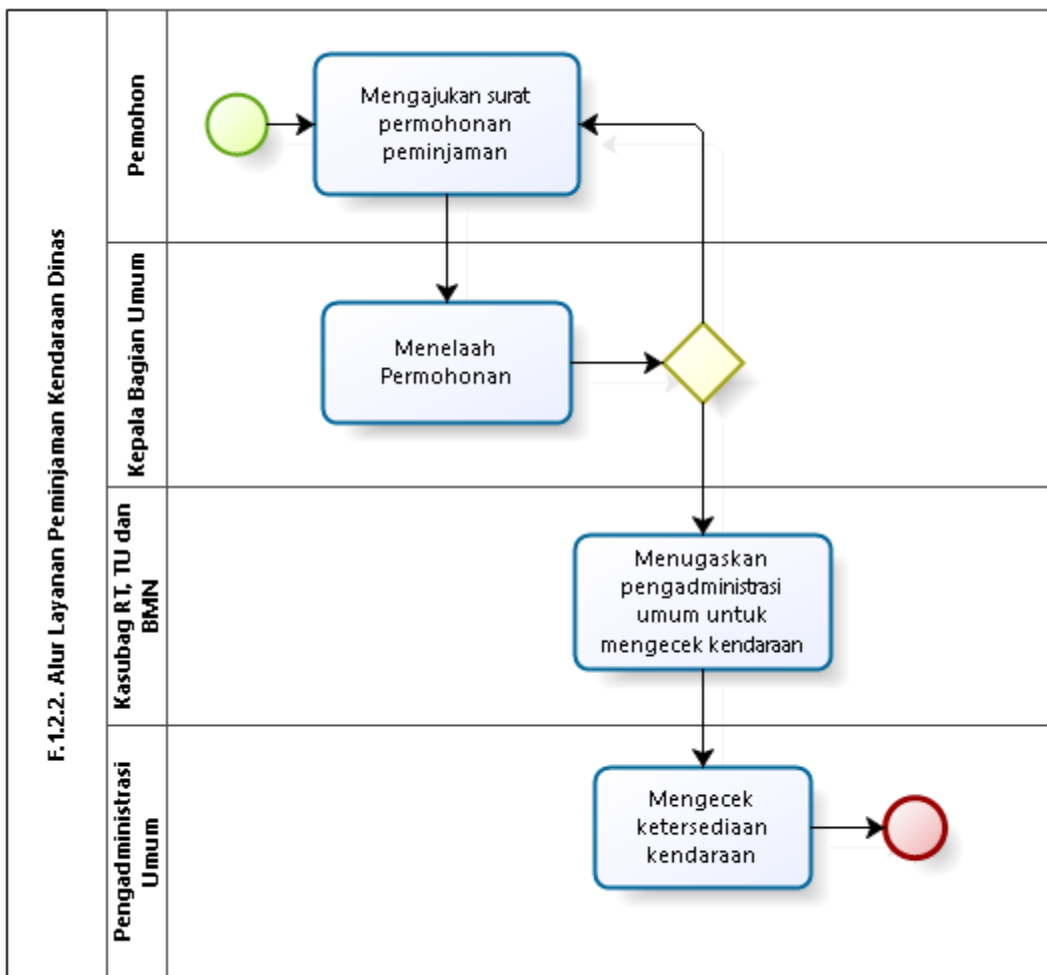 F.1.2.2. Alur Layanan Peminjaman Kendaraan Dinas
Pemohon
Mengajukan surat
permohonan
peminjaman
Kepala Bagian Umum
Menelaah
Permohonan
Kasubag RT, TU dan
BMN
Menugaskan
pengadministrasi
umum untuk
mengecek kendaraan
Pengadministrasi
Umum
Mengecek
ketersediaan
kendaraan